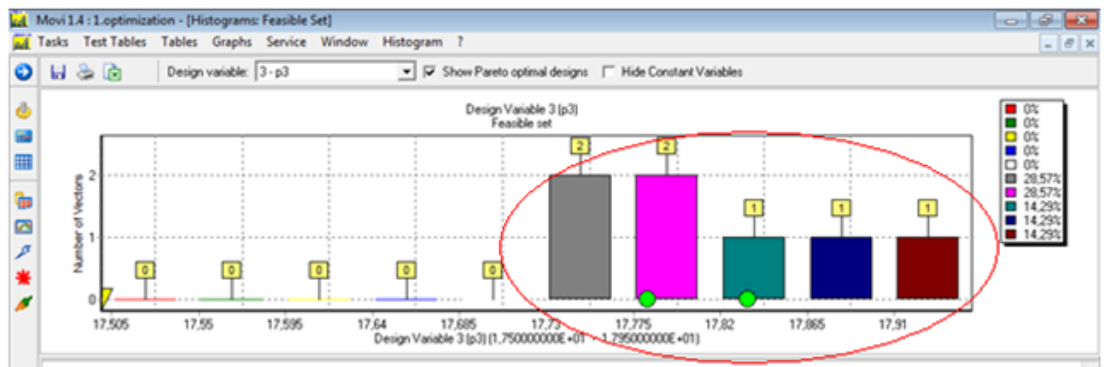 Movi 1.4 : 1.optimization - [Histograms: Feasible Set]
Tasks Test Tables Tables Graphs Service Window Histogram ?
Design variable: 3 - p3 Show Pareto optimal designs Hide Constant Variables
Design Variable 3 (p3)
Feasible set
Number of Vectors
2
1
0
0 0 0 0 0 2 2 1 1 1
17,505 17,55 17,595 17,64 17,685 17,73 17,775 17,82 17,865 17,91
Design Variable 3 (p3) (1,750000000E+01 - 1,795000000E+01)
0%
0%
0%
0%
0%
28,57%
28,57%
14,29%
14,29%
14,29%